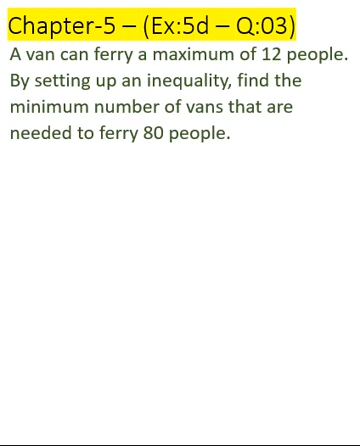 Chapter-5 – (Ex:5d – Q:03)
A van can ferry a maximum of 12 people.
By setting up an inequality, find the
minimum number of vans that are
needed to ferry 80 people.